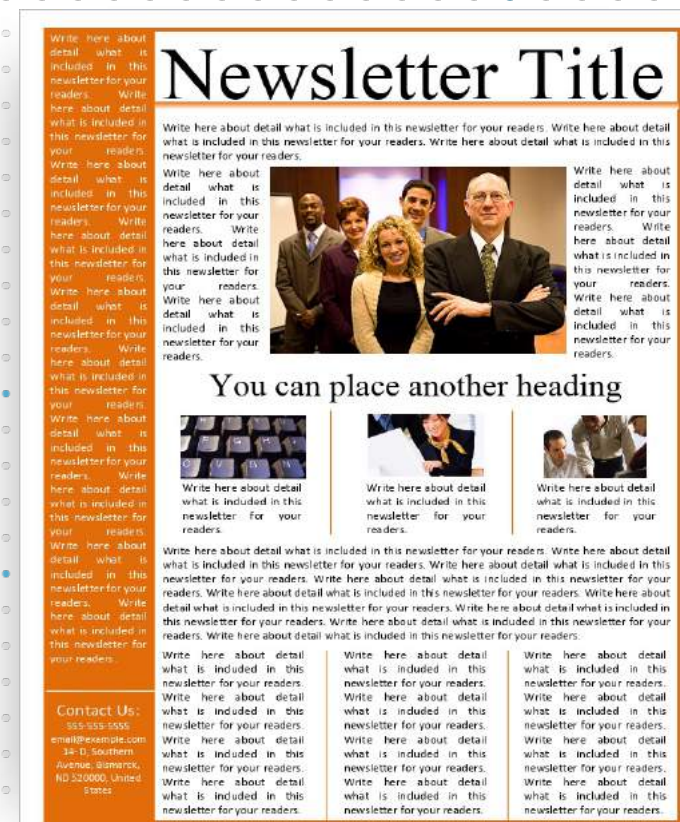 Write here about
detail what is
included in this
newsletter for your
readers. Write
here about detail
what is included in
this newsletter for
your readers.
Write here about
detail what is
included in this
newsletter for your
readers. Write
here about detail
what is included in
this newsletter for
your readers.
Write here about
detail what is
included in this
newsletter for your
readers. Write
here about detail
what is included in
this newsletter for
your readers.
Write here about
detail what is
included in this
newsletter for your
readers. Write
here about detail
what is included in
this newsletter for
your readers.
Write here about
detail what is
included in this
newsletter for your
readers. Write
here about detail
what is included in
this newsletter for
your readers.
Contact Us:
555-555-5555
email@example.com
14- D, Southern
Avenue, Bismarck,
ND 520000, United
States
Newsletter Title
Write here about detail what is included in this newsletter for your readers. Write here about detail
what is included in this newsletter for your readers. Write here about detail what is included in this
newsletter for your readers.
Write here about
detail what is
included in this
newsletter for your
readers. Write
here about detail
what is included in
this newsletter for
your readers.
Write here about
detail what is
included in this
newsletter for your
readers.
Write here about
detail what is
included in this
newsletter for your
readers. Write
here about detail
what is included in
this newsletter for
your readers.
Write here about
detail what is
included in this
newsletter for your
readers.
You can place another heading
Write here about detail
what is included in this
newsletter for your
readers.
Write here about detail
what is included in this
newsletter for your
readers.
Write here about detail
what is included in this
newsletter for your
readers.
Write here about detail what is included in this newsletter for your readers. Write here about detail
what is included in this newsletter for your readers. Write here about detail what is included in this
newsletter for your readers. Write here about detail what is included in this newsletter for your
readers. Write here about detail what is included in this newsletter for your readers. Write here about
detail what is included in this newsletter for your readers. Write here about detail what is included in
this newsletter for your readers. Write here about detail what is included in this newsletter for your
readers. Write here about detail what is included in this newsletter for your readers.
Write here about detail
what is included in this
newsletter for your readers.
Write here about detail
what is included in this
newsletter for your readers.
Write here about detail
what is included in this
newsletter for your readers.
Write here about detail
what is included in this
newsletter for your readers.
Write here about detail
what is included in this
newsletter for your readers.
Write here about detail
what is included in this
newsletter for your readers.
Write here about detail
what is included in this
newsletter for your readers.
Write here about detail
what is included in this
newsletter for your readers.
Write here about detail
what is included in this
newsletter for your readers.
Write here about detail
what is included in this
newsletter for your readers.
Write here about detail
what is included in this
newsletter for your readers.
Write here about detail
what is included in this
newsletter for your readers.